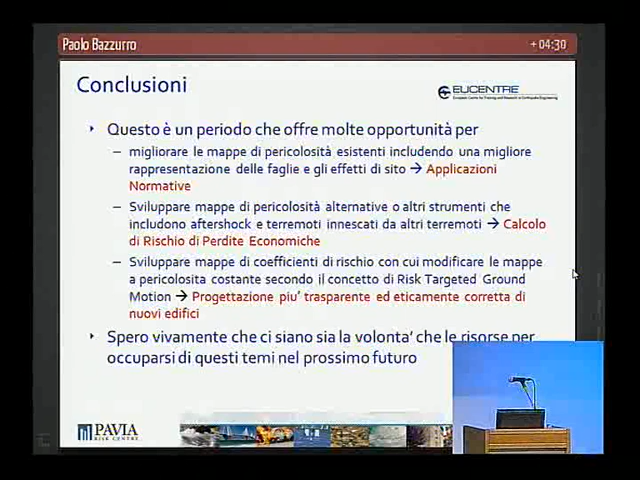 Paolo Bazzurro
+ 04:30
Conclusioni
EUCENTRE
Questo è un periodo che offre molte opportunità per
– migliorare le mappe di pericolosità esistenti includendo una migliore
rappresentazione delle faglie e gli effetti di sito → Applicazioni
Normative
– Sviluppare mappe di pericolosità alternative o altri strumenti che
includono aftershock e terremoti innescati da altri terremoti → Calcolo
di Rischio di Perdite Economiche
– Sviluppare mappe di coefficienti di rischio con cui modificare le mappe
a pericolosita costante secondo il concetto di Risk Targeted Ground
Motion → Progettazione piu' trasparente ed eticamente corretta di
nuovi edifici
Spero vivamente che ci siano sia la volonta' che le risorse per
occuparsi di questi temi nel prossimo futuro
PAVIA
RISK CENTRE